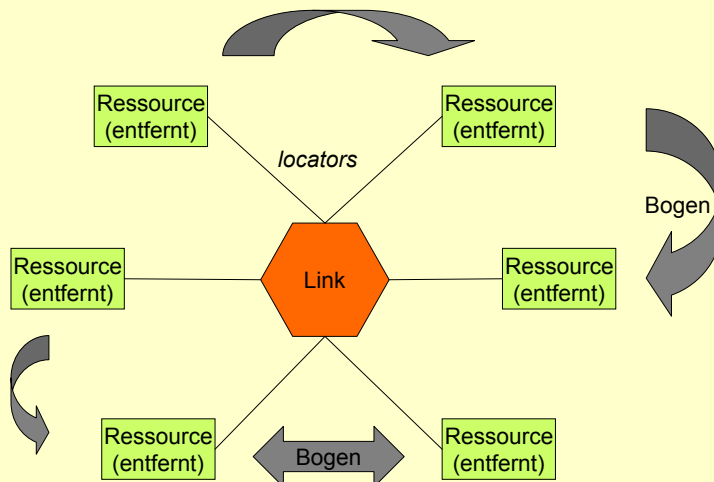 Ressource
(entfernt)
Ressource
(entfernt)
locators
Bogen
Ressource
(entfernt)
Link
Ressource
(entfernt)
Ressource
(entfernt)
Bogen
Ressource
(entfernt)